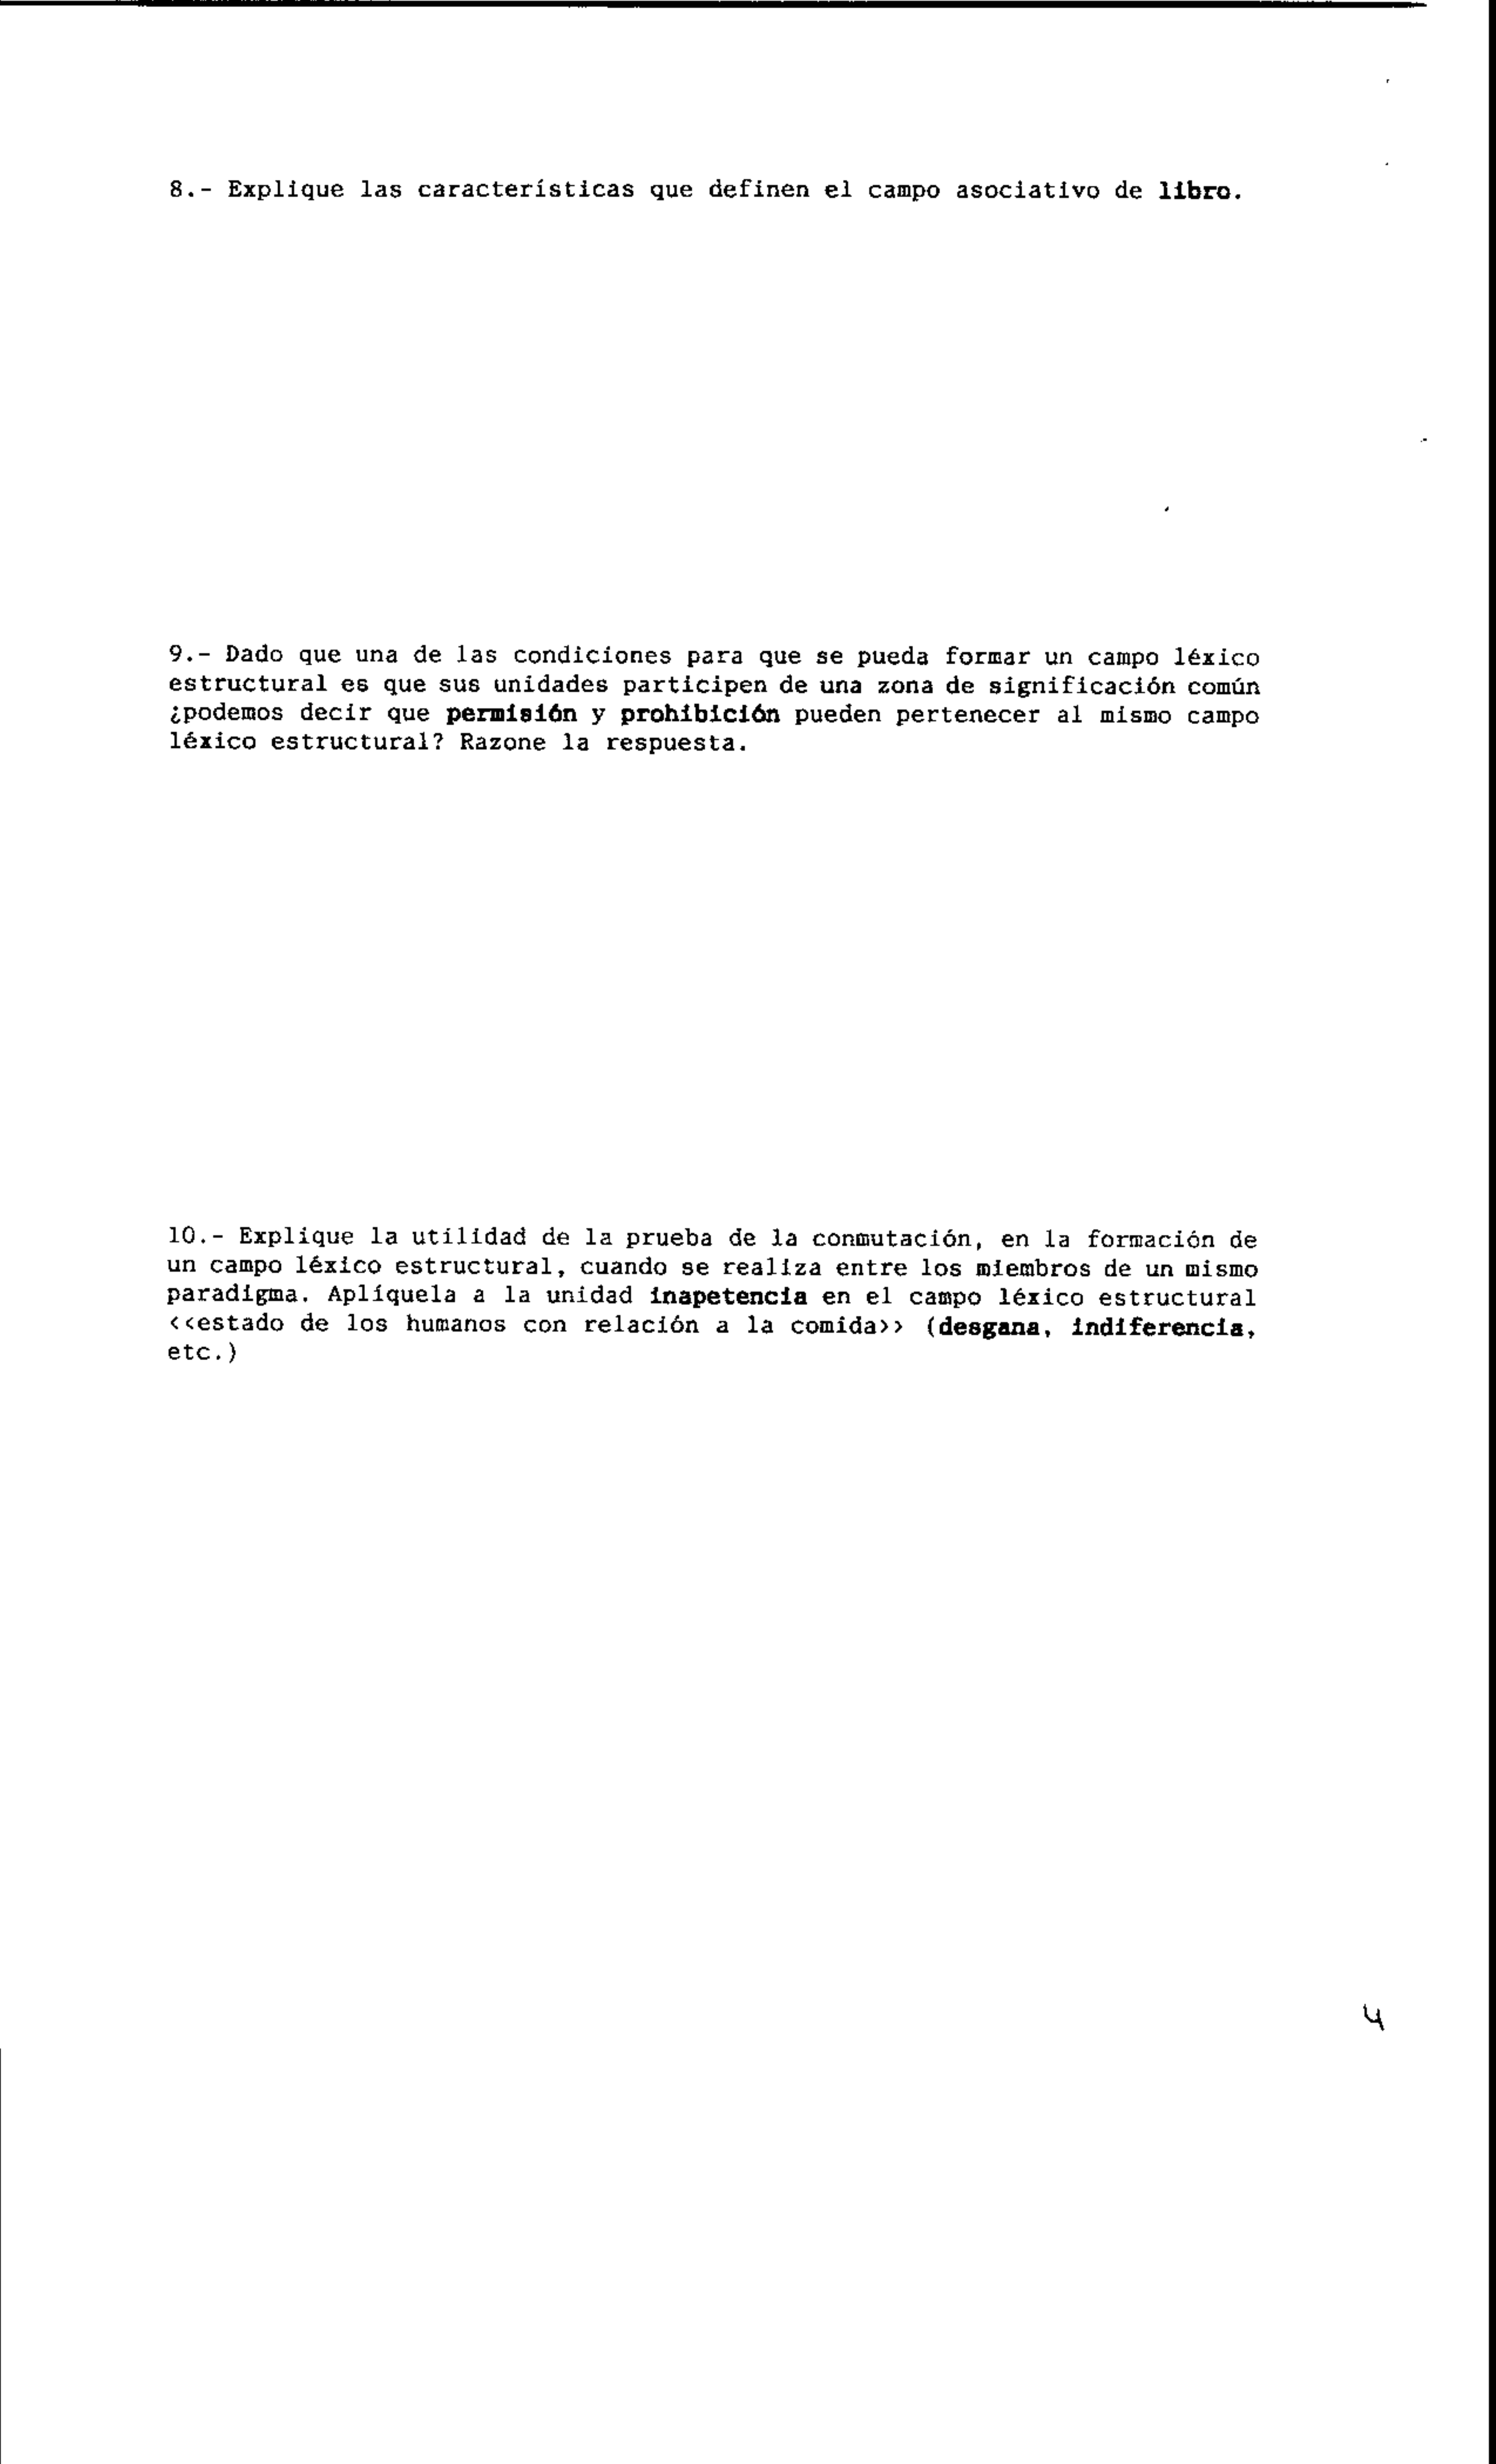 8.- Explique las características que definen el campo asociativo de libro.
9.- Dado que una de las condiciones para que se pueda formar un campo léxico
estructural es que sus unidades participen de una zona de significación común
¿podemos decir que permisión y prohibición pueden pertenecer al mismo campo
léxico estructural? Razone la respuesta.
10.- Explique la utilidad de la prueba de la conmutación, en la formación de
un campo léxico estructural, cuando se realiza entre los miembros de un mismo
paradigma. Aplíquela a la unidad inapetencia en el campo léxico estructural
<<estado de los humanos con relación a la comida>> (desgana, indiferencia,
etc.)
4